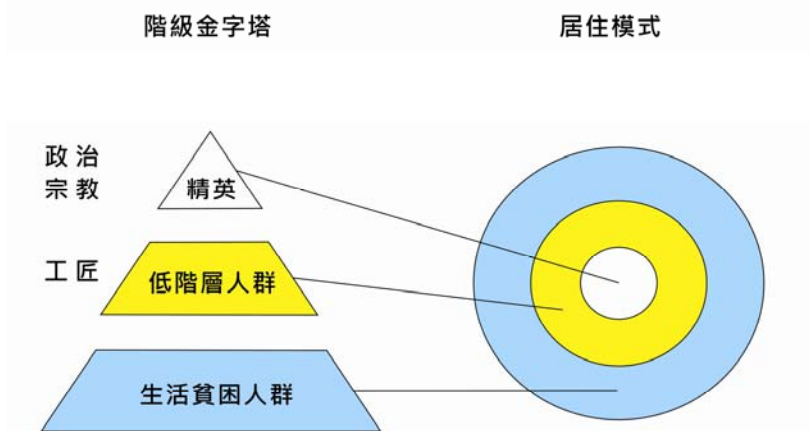 階級金字塔
居住模式
政治
宗教
精英
工匠
低階層人群
生活貧困人群